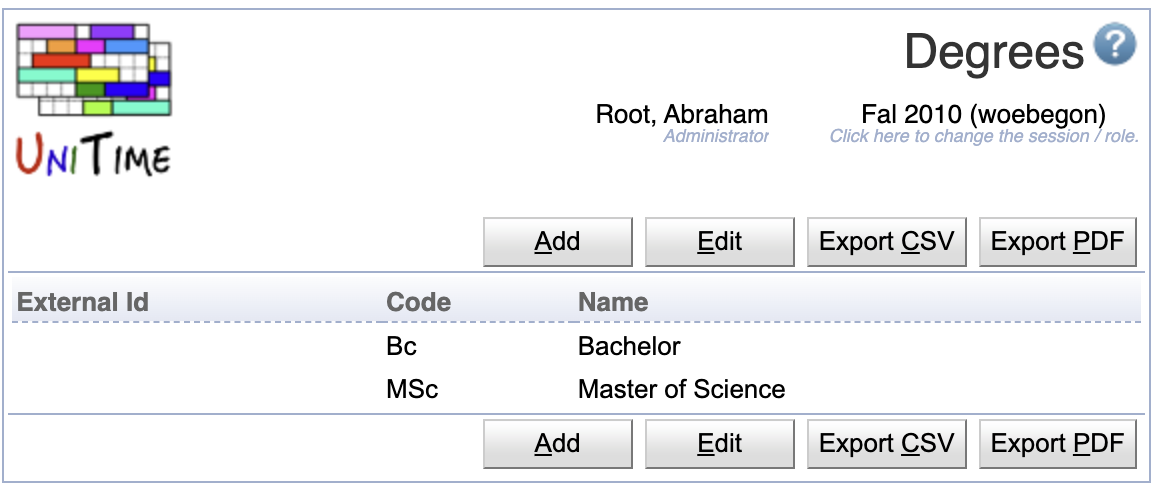 Degrees ?
UNITIME
Root, Abraham Fal 2010 (woebegon)
Administrator Click here to change the session / role.
Add Edit Export CSV Export PDF
External Id Code Name
Bc Bachelor
MSc Master of Science
Add Edit Export CSV Export PDF